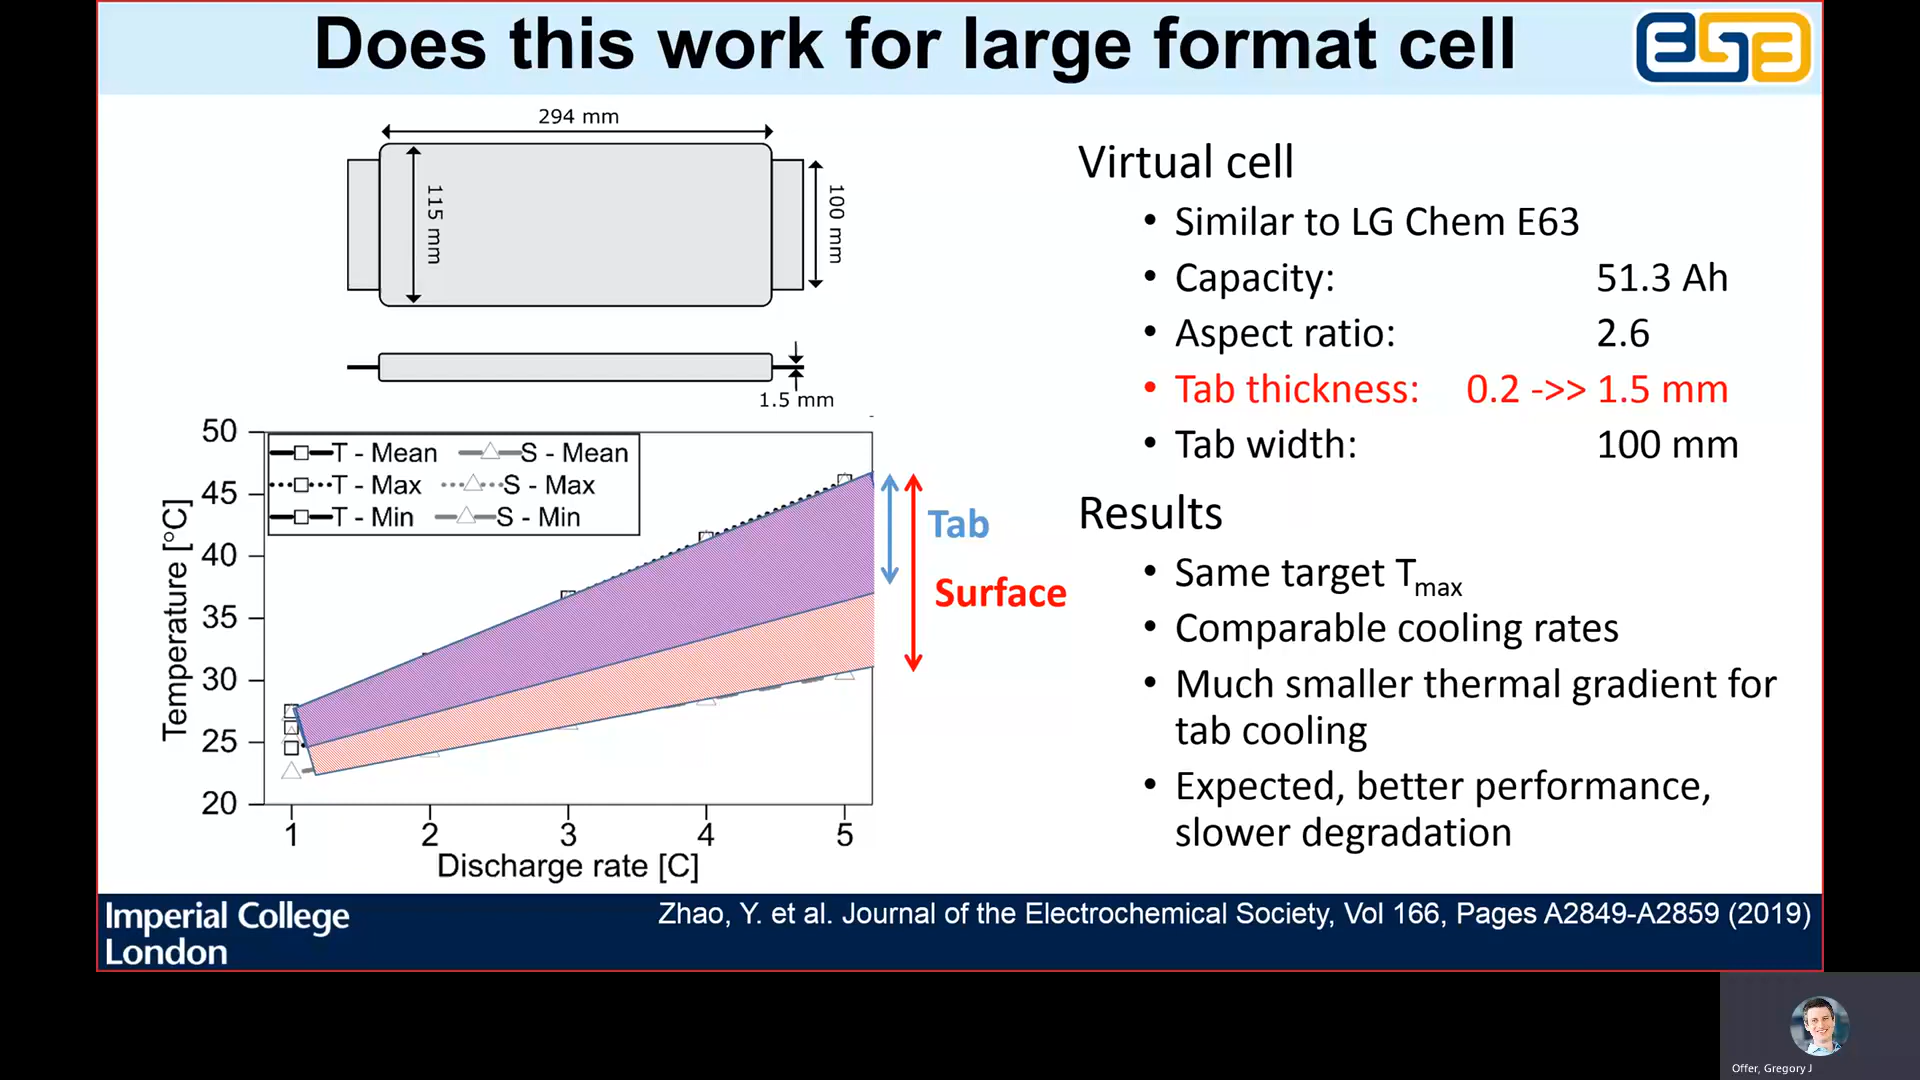 Does this work for large format cell
294 mm
115 mm
100 mm
1.5 mm
Virtual cell
• Similar to LG Chem E63
• Capacity: 51.3 Ah
• Aspect ratio: 2.6
• Tab thickness: 0.2 ->> 1.5 mm
• Tab width: 100 mm
Results
• Same target Tmax
• Comparable cooling rates
• Much smaller thermal gradient for
tab cooling
• Expected, better performance,
slower degradation
T - Mean S - Mean
T - Max S - Max
T - Min S - Min
Temperature [°C]
50
45
40
35
30
25
20
1 2 3 4 5
Discharge rate [C]
Tab
Surface
Imperial College
London
Zhao, Y. et al. Journal of the Electrochemical Society, Vol 166, Pages A2849-A2859 (2019)
Offer, Gregory J